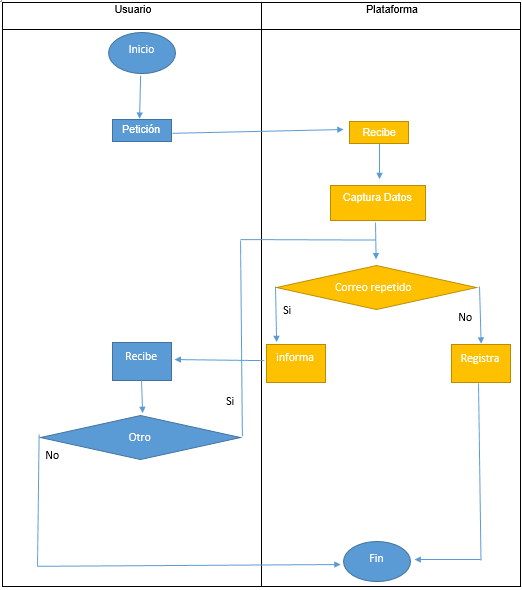 Usuario
Plataforma
Inicio
Petición
Recibe
Captura Datos
Correo repetido
Si
No
Recibe
informa
Registra
Si
Otro
No
Fin